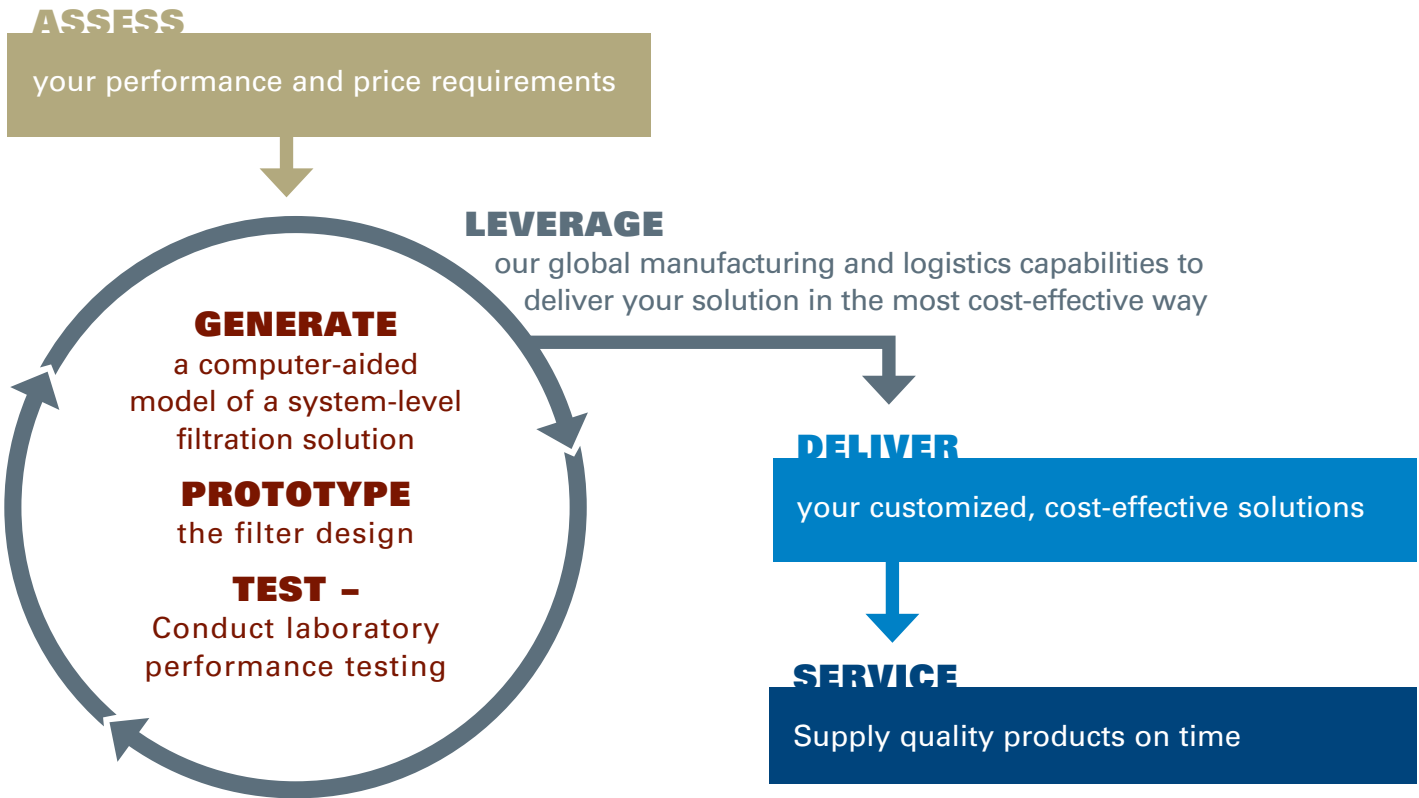 ASSESS
your performance and price requirements
LEVERAGE
our global manufacturing and logistics capabilities to
deliver your solution in the most cost-effective way
GENERATE
a computer-aided
model of a system-level
filtration solution
PROTOTYPE
the filter design
TEST –
Conduct laboratory
performance testing
DELIVER
your customized, cost-effective solutions
SERVICE
Supply quality products on time